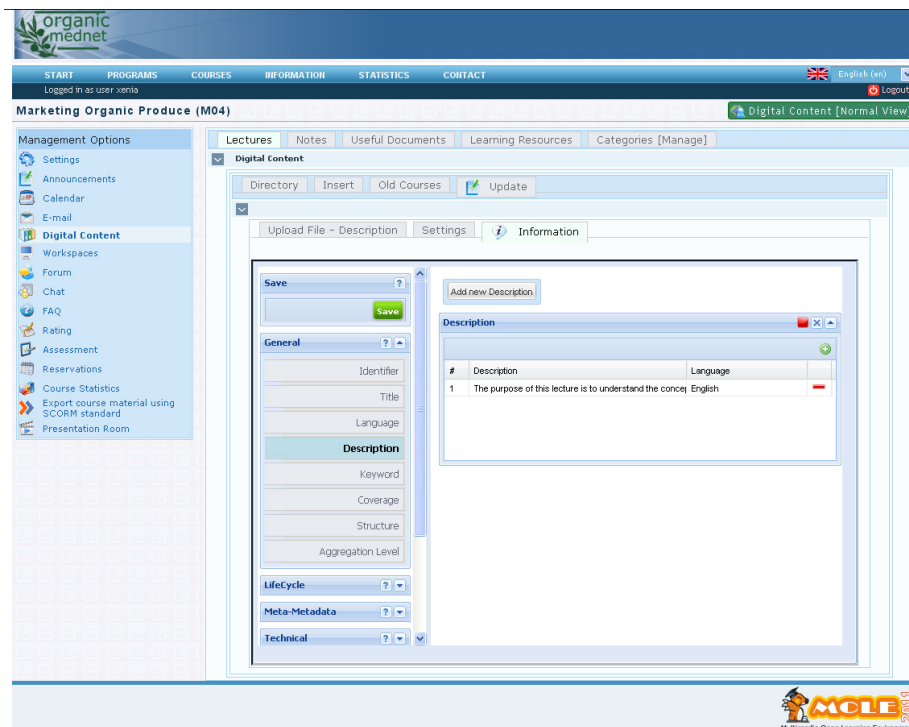 organic
mednet
START PROGRAMS COURSES INFORMATION STATISTICS CONTACT English (en)
Logged in as user xenia Logout
Marketing Organic Produce (M04) Digital Content [Normal View]
Management Options
Settings
Announcements
Calendar
E-mail
Digital Content
Workspaces
Forum
Chat
FAQ
Rating
Assessment
Reservations
Course Statistics
Export course material using
SCORM standard
Presentation Room
Lectures Notes Useful Documents Learning Resources Categories [Manage]
Digital Content
Directory Insert Old Courses Update
Upload File - Description Settings Information
Save ?
Save
General ?
Identifier
Title
Language
Description
Keyword
Coverage
Structure
Aggregation Level
LifeCycle ?
Meta-Metadata ?
Technical ?
Add new Description
Description
# Description Language
1 The purpose of this lecture is to understand the concep English
MOLE